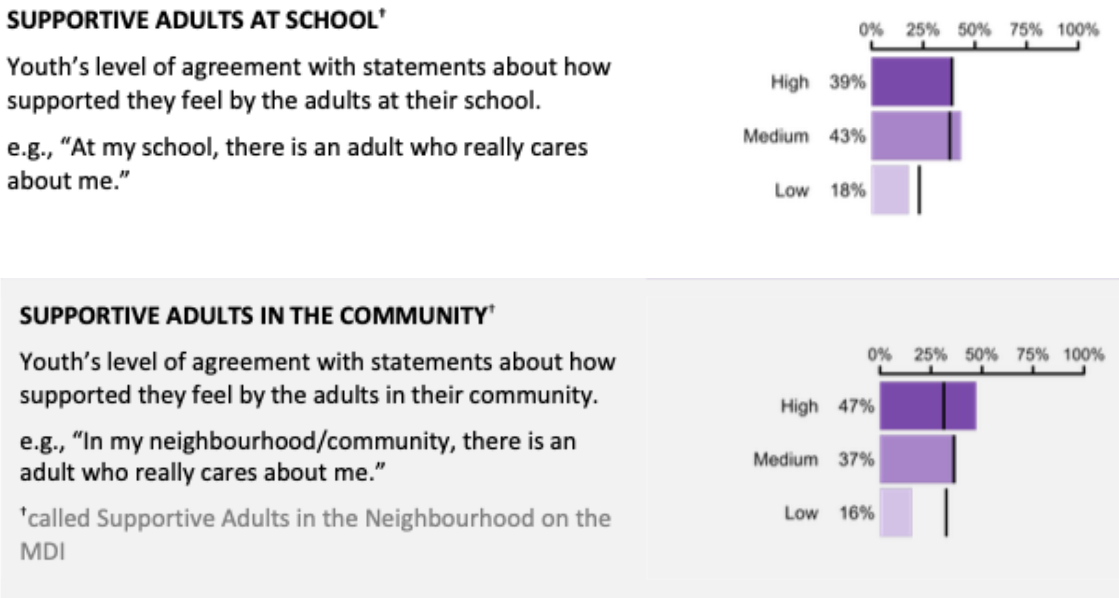 SUPPORTIVE ADULTS AT SCHOOL†
Youth’s level of agreement with statements about how
supported they feel by the adults at their school.
e.g., “At my school, there is an adult who really cares
about me.”
0% 25% 50% 75% 100%
High 39%
Medium 43%
Low 18%
SUPPORTIVE ADULTS IN THE COMMUNITY†
Youth’s level of agreement with statements about how
supported they feel by the adults in their community.
e.g., “In my neighbourhood/community, there is an
adult who really cares about me.”
†called Supportive Adults in the Neighbourhood on the
MDI
0% 25% 50% 75% 100%
High 47%
Medium 37%
Low 16%